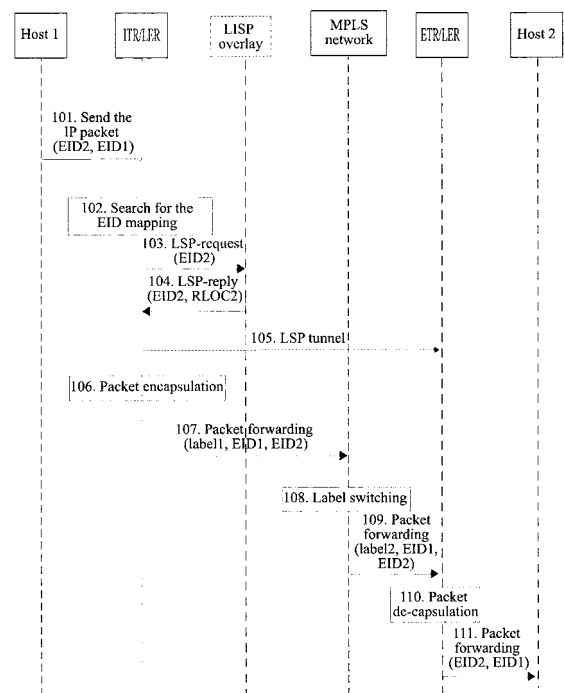 Host 1
ITR/LER
LISP
overlay
MPLS
network
ETR/LER
Host 2
101. Send the
IP packet
(EID2, EID1)
102. Search for the
EID mapping
103. LSP-request
(EID2)
104. LSP-reply
(EID2, RLOC2)
105. LSP tunnel
106. Packet encapsulation
107. Packet forwarding
(label1, EID1, EID2)
108. Label switching
109. Packet
forwarding
(label2, EID1,
EID2)
110. Packet
de-capsulation
111. Packet
forwarding
(EID2, EID1)